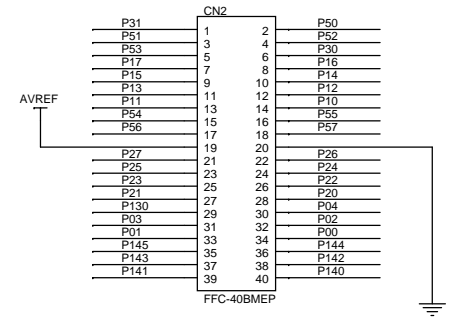 CN2
P31 1 2 P50
P51 3 4 P52
P53 5 6 P30
P17 7 8 P16
P15 9 10 P14
P13 11 12 P12
P11 13 14 P10
P54 15 16 P55
P56 17 18 P57
AVREF 19 20
P27 21 22 P26
P25 23 24 P24
P23 25 26 P22
P21 27 28 P20
P130 29 30 P04
P03 31 32 P02
P01 33 34 P00
P145 35 36 P144
P143 37 38 P142
P141 39 40 P140
FFC-40BMEP